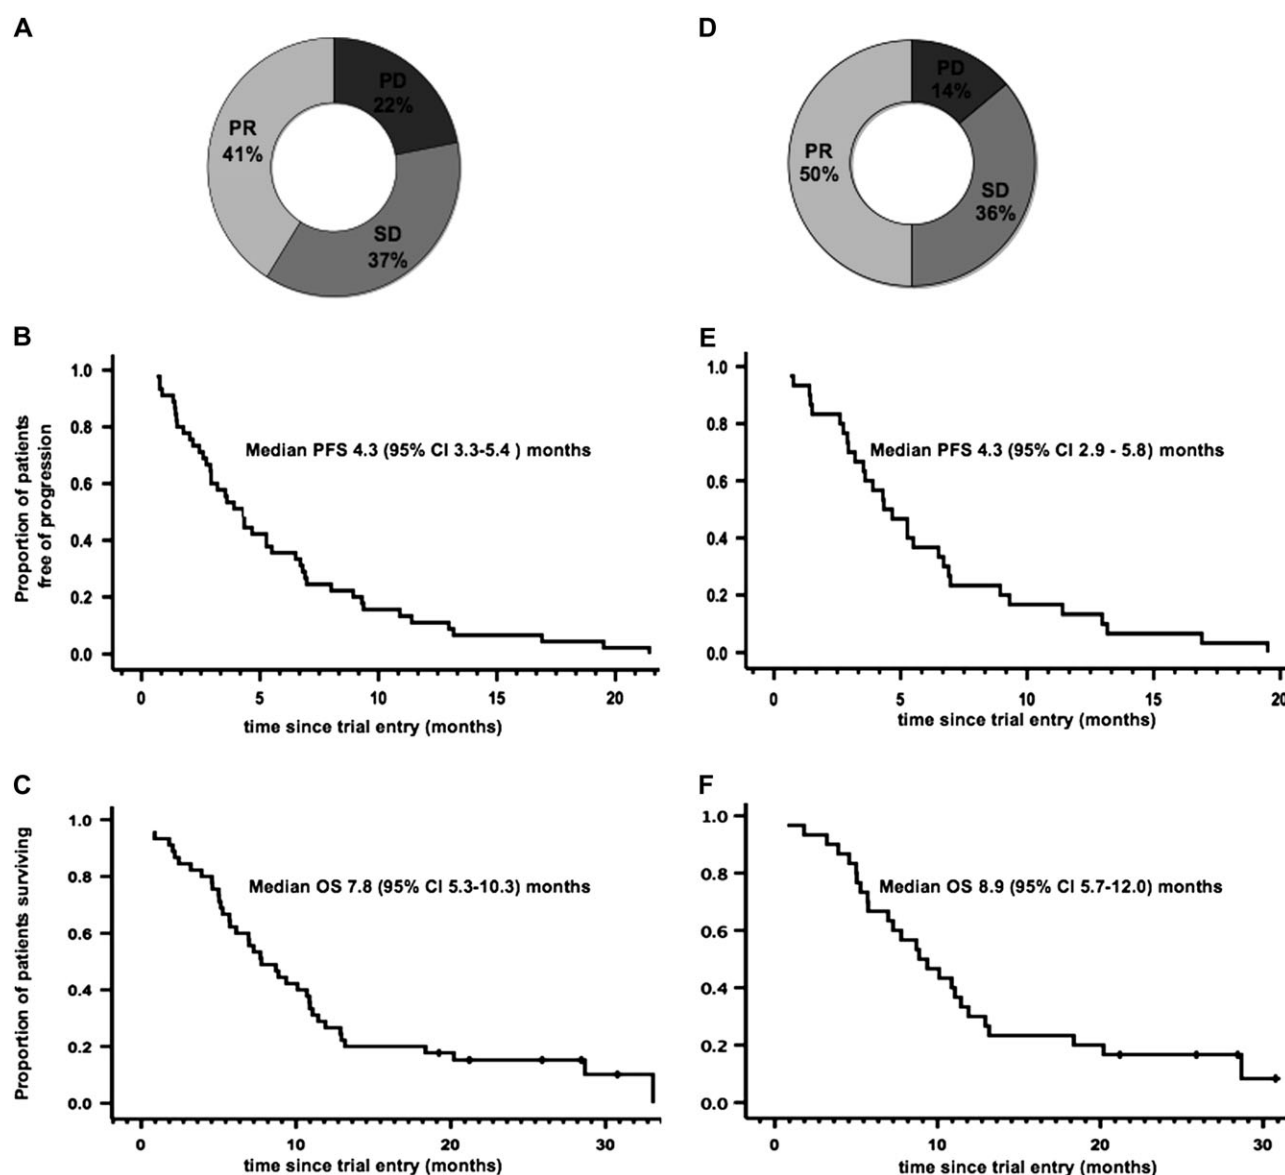 A
PD
22%
PR
41%
SD
37%
D
PD
14%
PR
50%
SD
36%
B
Proportion of patients
free of progression
1.0
0.8
0.6
0.4
0.2
0.0
Median PFS 4.3 (95% CI 3.3-5.4 ) months
0 5 10 15 20
time since trial entry (months)
E
1.0
0.8
0.6
0.4
0.2
0.0
Median PFS 4.3 (95% CI 2.9 - 5.8) months
0 5 10 15 20
time since trial entry (months)
C
Proportion of patients surviving
1.0
0.8
0.6
0.4
0.2
0.0
Median OS 7.8 (95% CI 5.3-10.3) months
0 10 20 30
time since trial entry (months)
F
1.0
0.8
0.6
0.4
0.2
0.0
Median OS 8.9 (95% CI 5.7-12.0) months
0 10 20 30
time since trial entry (months)